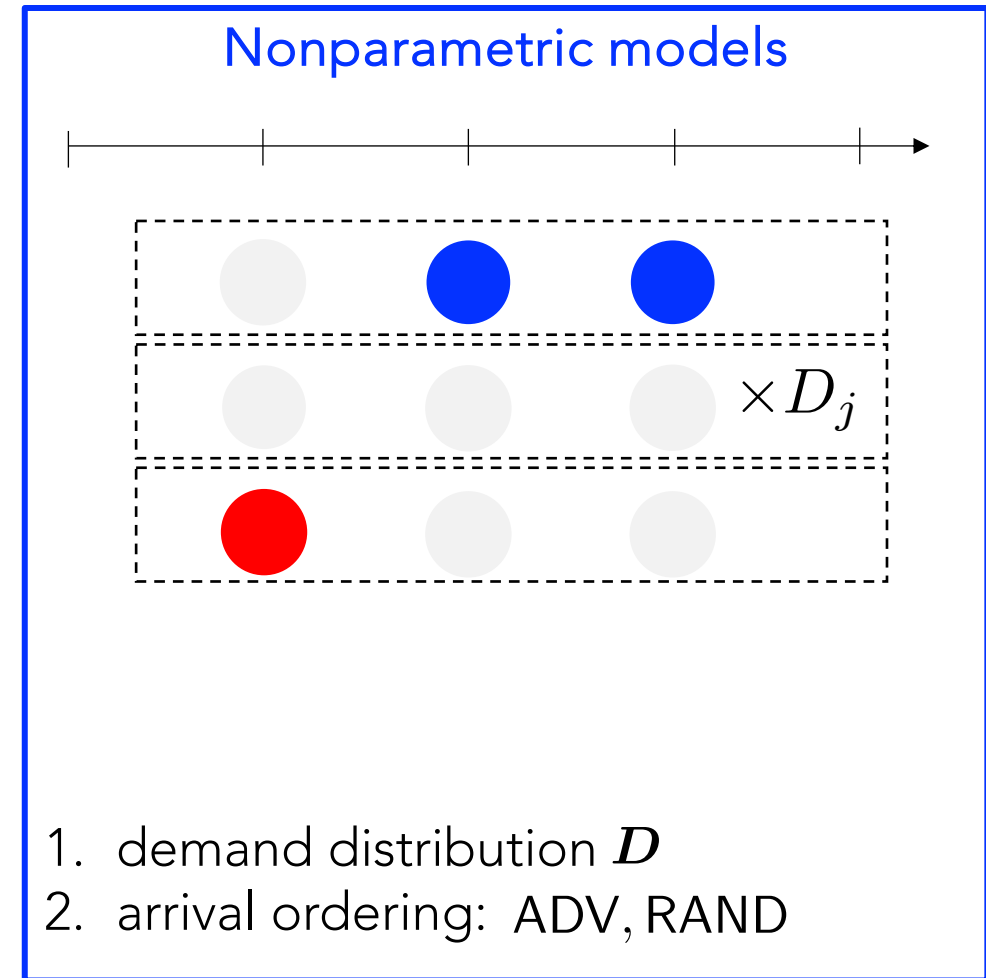 Nonparametric models
×D_j
1. demand distribution D
2. arrival ordering: ADV, RAND